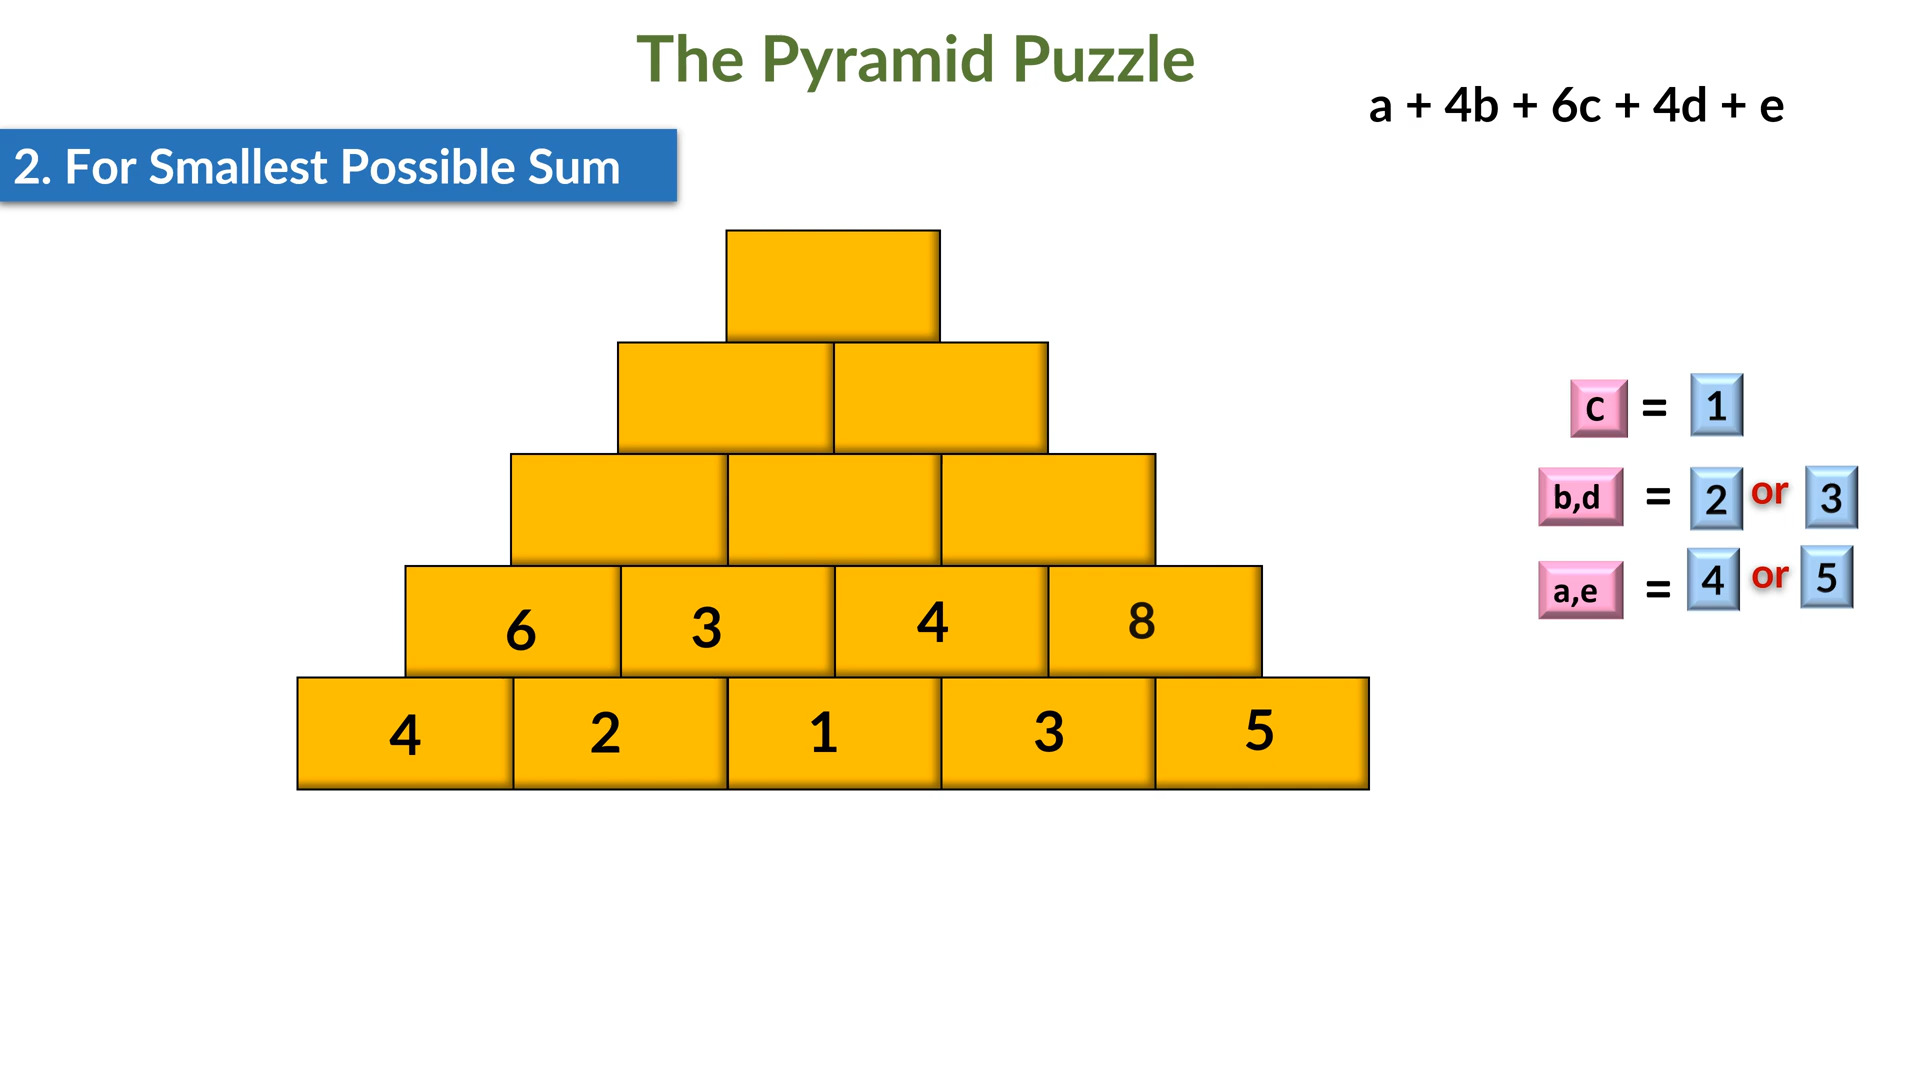 The Pyramid Puzzle
a + 4b + 6c + 4d + e
2. For Smallest Possible Sum
c = 1
b,d = 2 or 3
a,e = 4 or 5
6 3 4 8
4 2 1 3 5